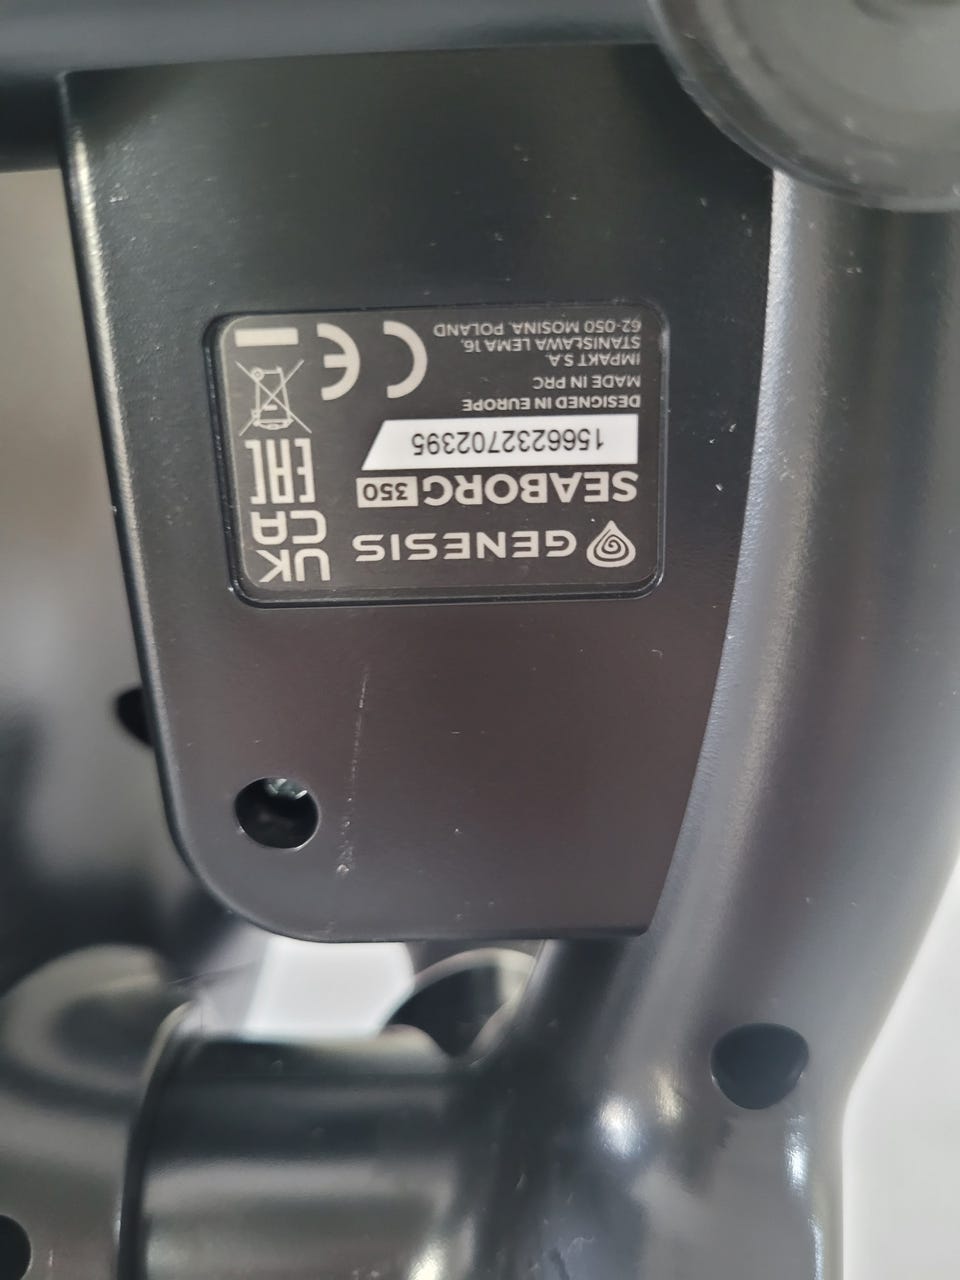 GENESIS
SEABORG 350
1566232702395
DESIGNED IN EUROPE
MADE IN PRC
IMPAKT S.A.
STANISŁAWA LEMA 16,
62-050 MOSINA, POLAND
UK
CA
EAC
CE